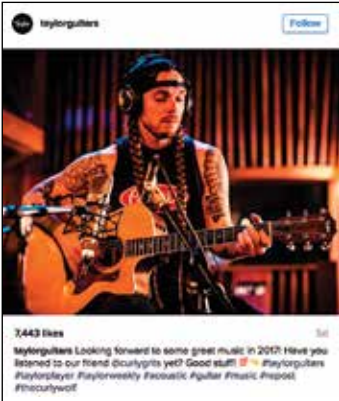 taylorguitars
Follow
7,443 likes
taylorguitars Looking forward to some great music in 2017! Have you
listened to our friend @curlygrits yet? Good stuff! #taylorguitars
#taylorplayer #taylorweekly #acoustic #guitar #music #repost
#thecurlywolf